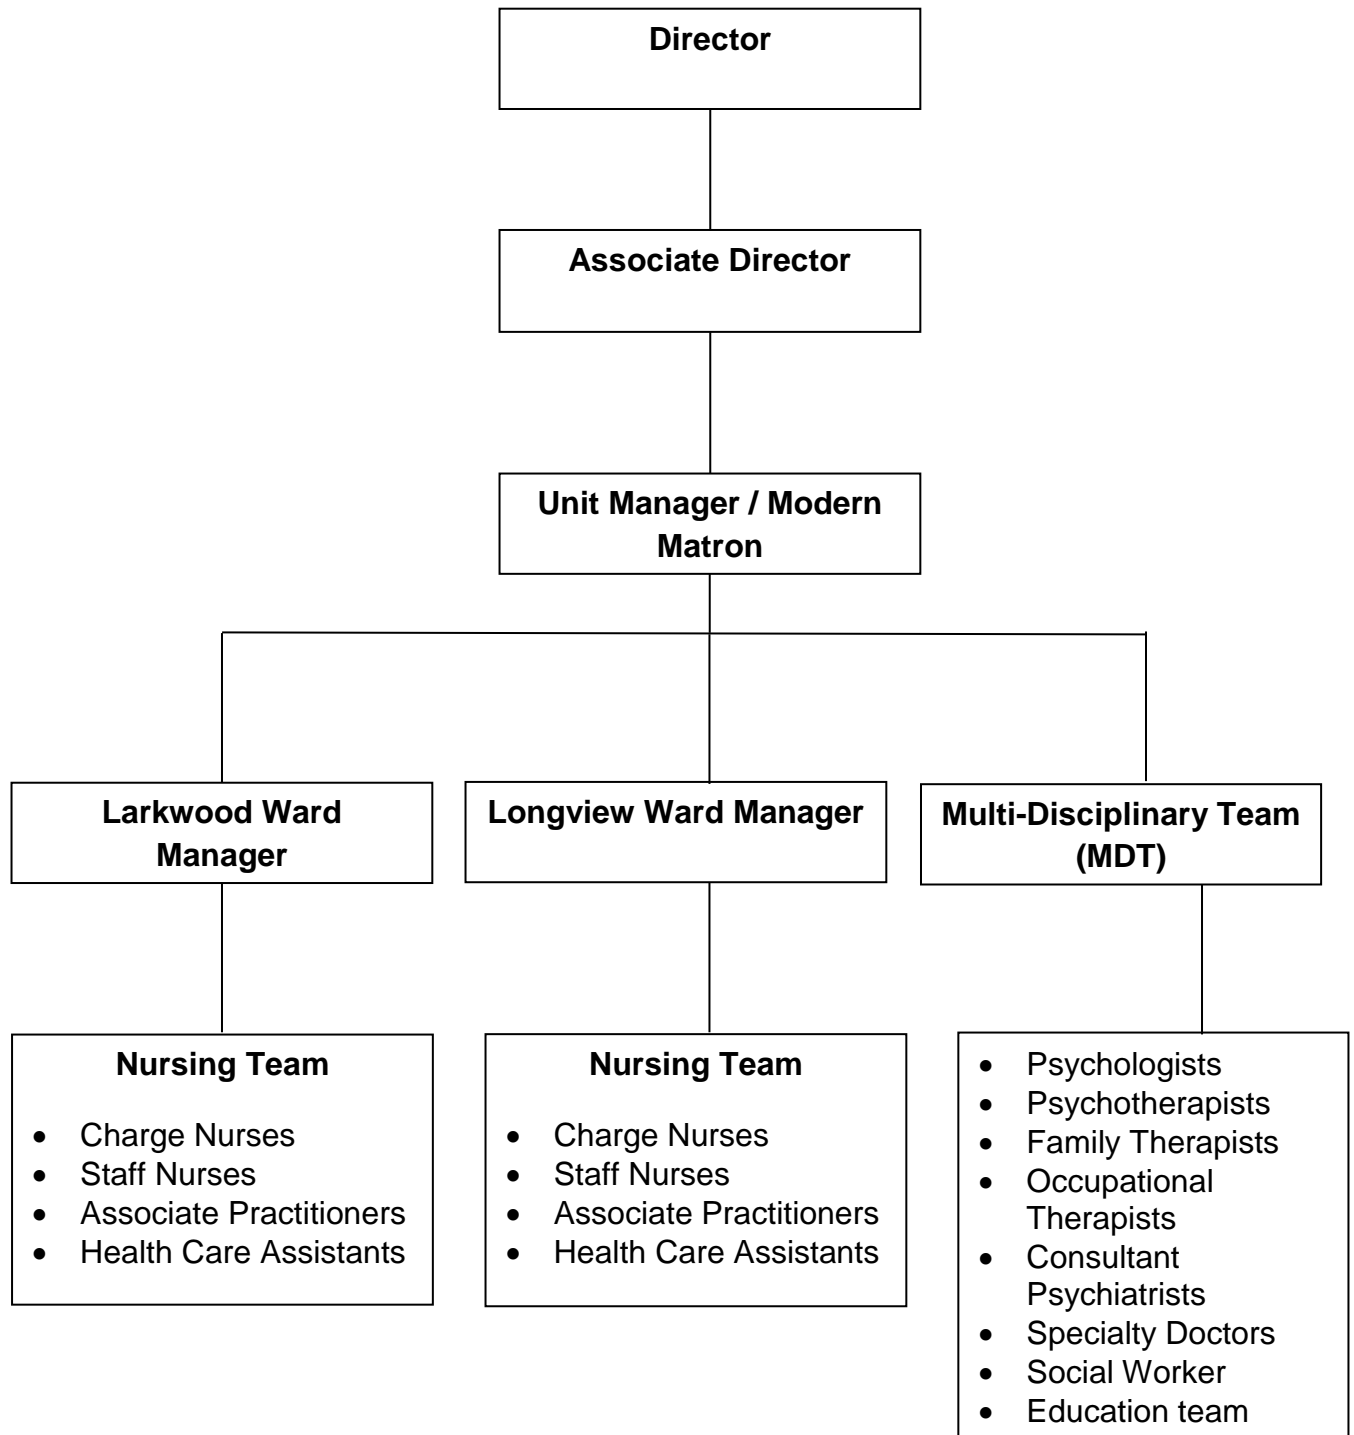 Director
Associate Director
Unit Manager / Modern
Matron
Larkwood Ward
Manager
Longview Ward Manager
Multi-Disciplinary Team
(MDT)
Nursing Team
• Charge Nurses
• Staff Nurses
• Associate Practitioners
• Health Care Assistants
Nursing Team
• Charge Nurses
• Staff Nurses
• Associate Practitioners
• Health Care Assistants
• Psychologists
• Psychotherapists
• Family Therapists
• Occupational
Therapists
• Consultant
Psychiatrists
• Specialty Doctors
• Social Worker
• Education team